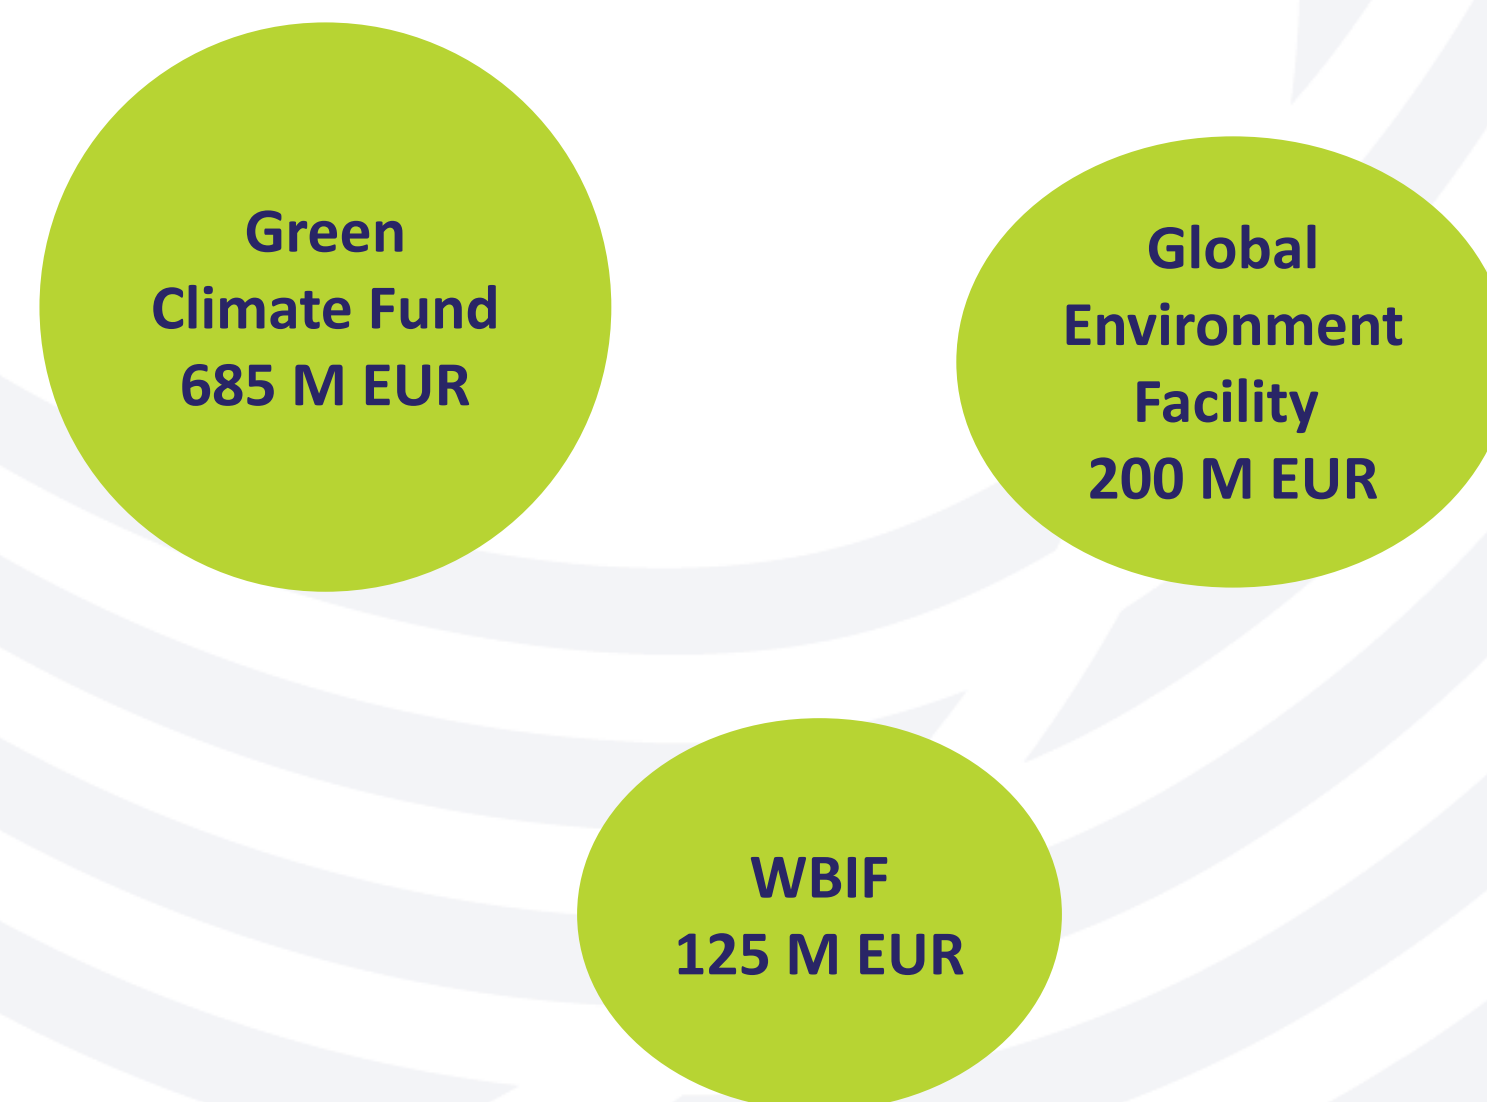 Green
Climate Fund
685 M EUR
Global
Environment
Facility
200 M EUR
WBIF
125 M EUR